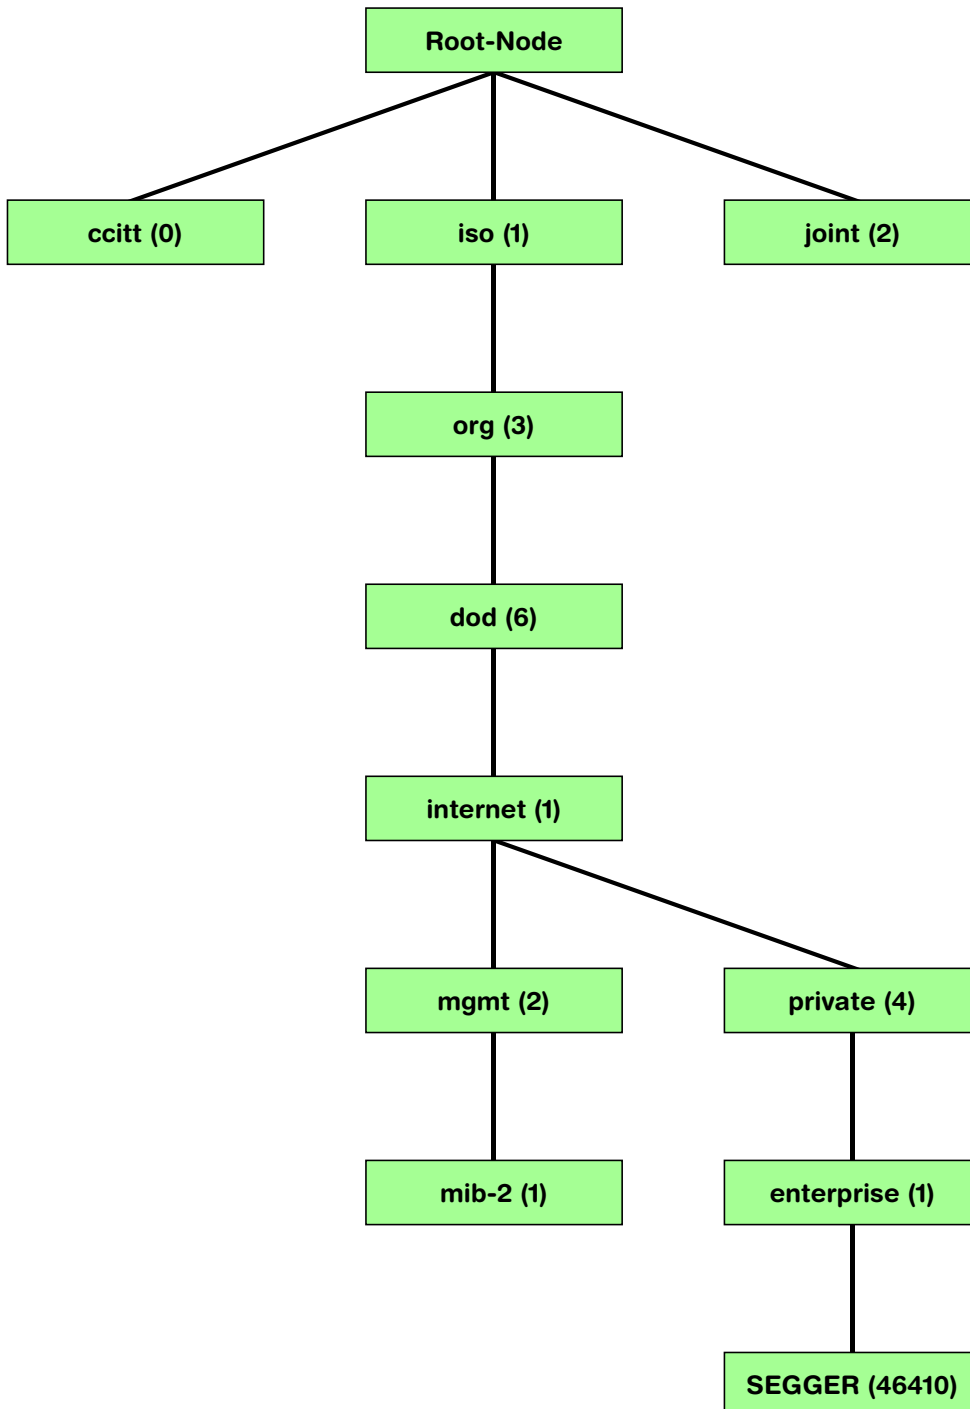 Root-Node
ccitt (0)
iso (1)
joint (2)
org (3)
dod (6)
internet (1)
mgmt (2)
private (4)
mib-2 (1)
enterprise (1)
SEGGER (46410)